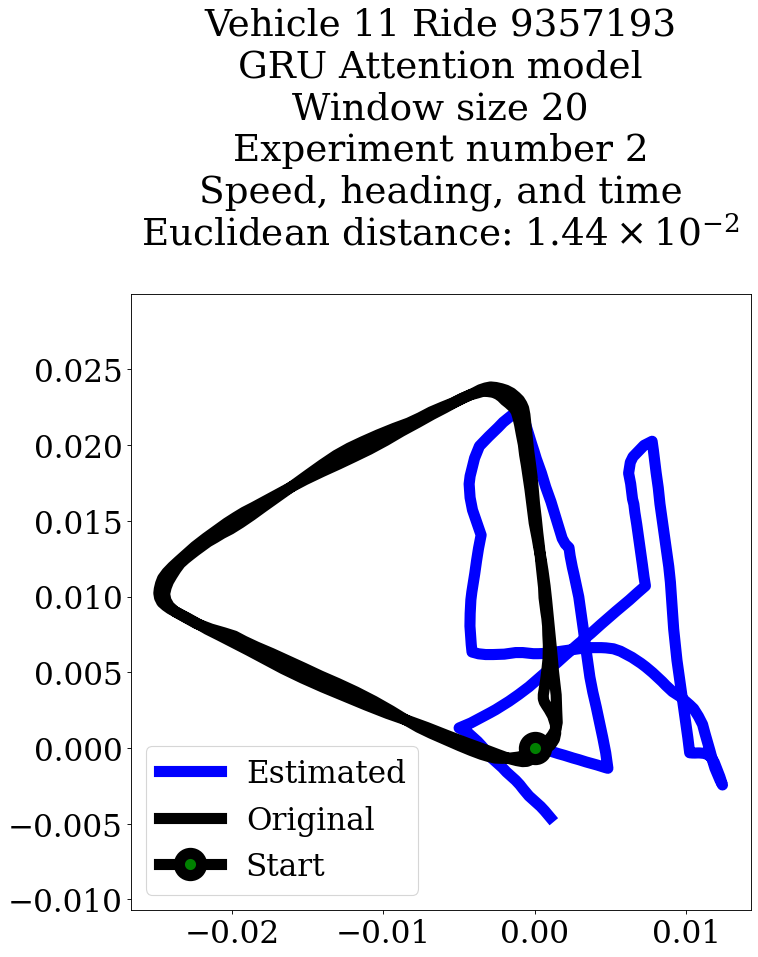 Vehicle 11 Ride 9357193
GRU Attention model
Window size 20
Experiment number 2
Speed, heading, and time
Euclidean distance: 1.44 × 10⁻²
0.025
0.020
0.015
0.010
0.005
0.000
−0.005
−0.010
Estimated
Original
Start
−0.02
−0.01
0.00
0.01